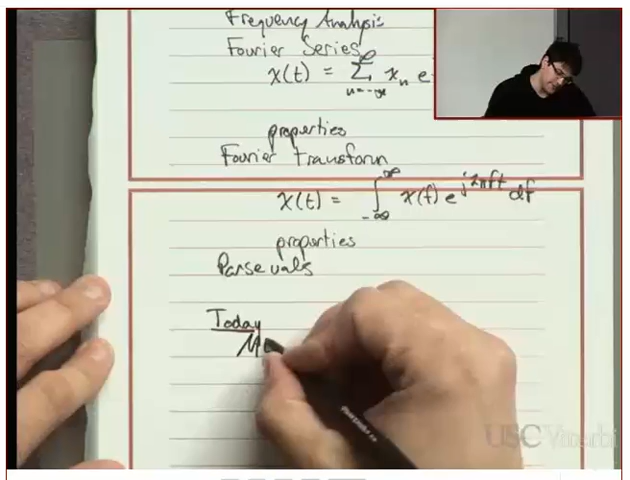 Frequency Analysis
Fourier Series
x(t) = ∞ Σ n=-∞ xₙ e
properties
Fourier transform
x(t) = ∫ ∞ -∞ X(f) e^j2πft df
properties
Parsevals
Today
USC Viterbi